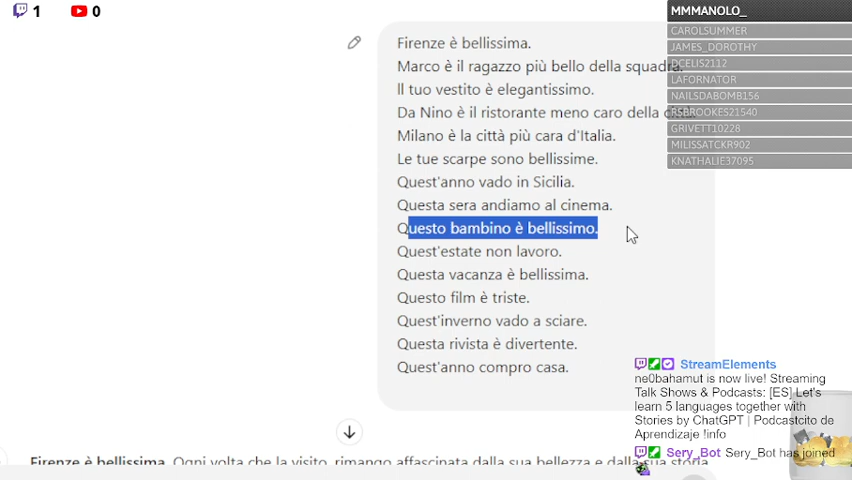 1 0
MMMANOLO_
CAROLSUMMER
JAMES_DOROTHY
DCELIS2112
LAFORNATOR
NAILSDABOMB156
RSBROOKES21540
GRIVETT10228
MILISSATCKR902
KNATHALIE37095
Firenze è bellissima.
Marco è il ragazzo più bello della squadra.
Il tuo vestito è elegantissimo.
Da Nino è il ristorante meno caro della
Milano è la città più cara d'Italia.
Le tue scarpe sono bellissime.
Quest'anno vado in Sicilia.
Questa sera andiamo al cinema.
Questo bambino è bellissimo.
Quest'estate non lavoro.
Questa vacanza è bellissima.
Questo film è triste.
Quest'inverno vado a sciare.
Questa rivista è divertente.
Quest'anno compro casa.
Firenze è bellissima. Ogni volta che la visito, rimango affascinata dalla sua bellezza e dalla sua storia
StreamElements
ne0bahamut is now live! Streaming
Talk Shows & Podcasts: [ES] Let's
learn 5 languages together with
Stories by ChatGPT | Podcastcito de
Aprendizaje !info
Sery_Bot Sery_Bot has joined